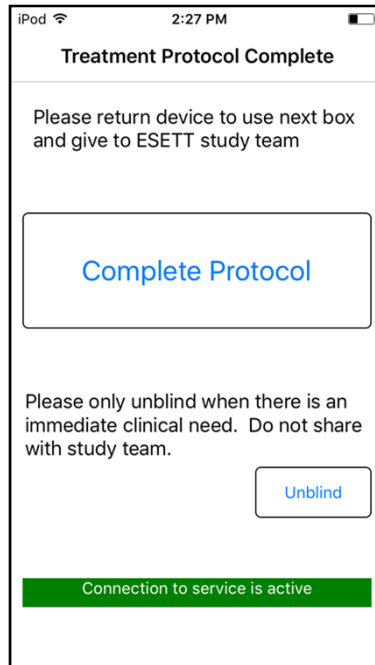 iPod 2:27 PM
Treatment Protocol Complete
Please return device to use next box
and give to ESETT study team
Complete Protocol
Please only unblind when there is an
immediate clinical need.  Do not share
with study team.
Unblind
Connection to service is active